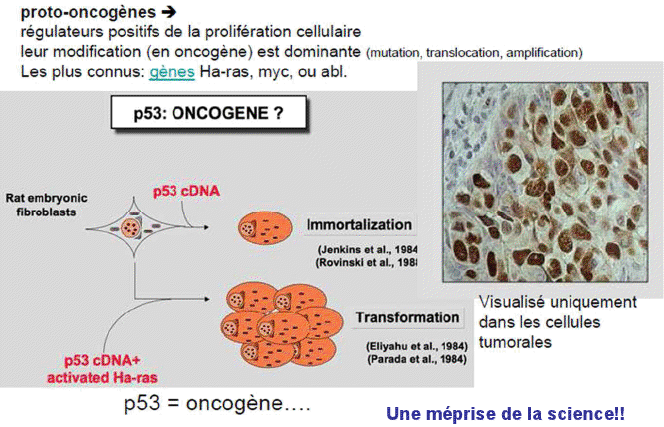 proto-oncogènes ➔
régulateurs positifs de la prolifération cellulaire
leur modification (en oncogène) est dominante (mutation, translocation, amplification)
Les plus connus: gènes Ha-ras, myc, ou abl.
p53: ONCOGENE ?
Rat embryonic
fibroblasts
p53 cDNA
Immortalization
(Jenkins et al., 1984
(Rovinski et al., 198
Transformation
(Eliyahu et al., 1984)
(Parada et al., 1984)
p53 cDNA+
activated Ha-ras
Visualisé uniquement
dans les cellules
tumorales
p53 = oncogène....
Une méprise de la science!!